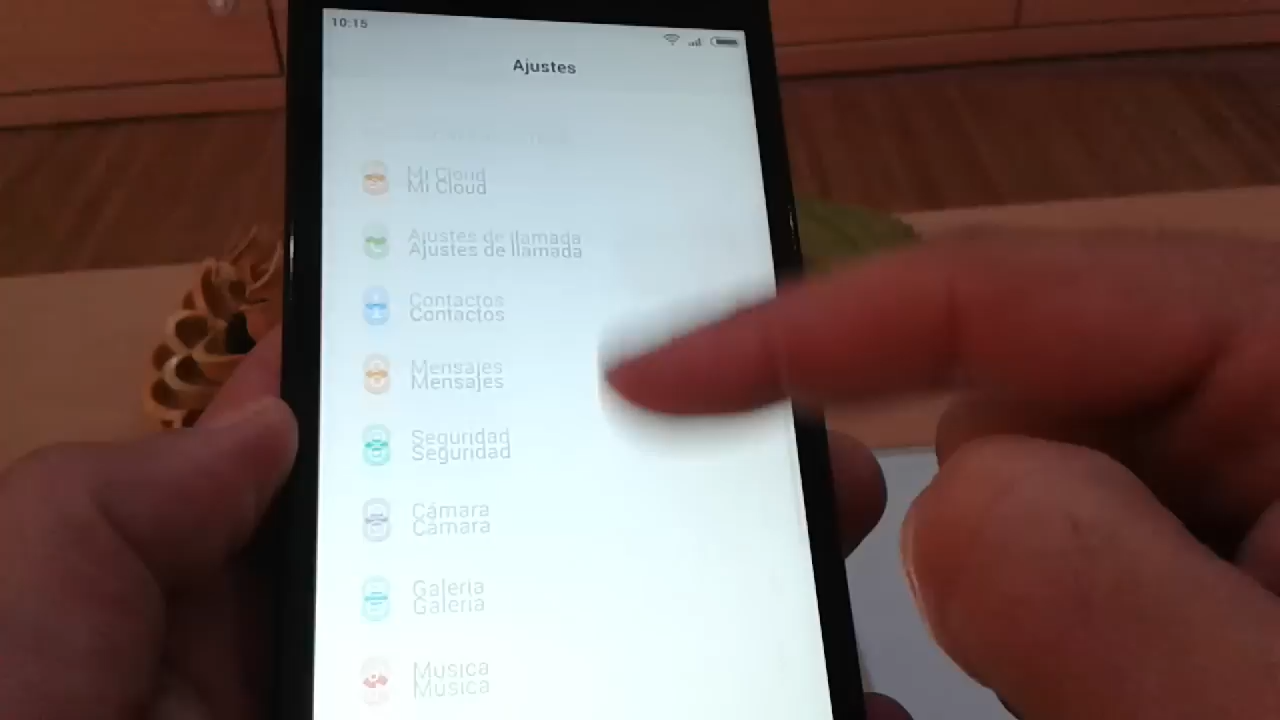 10:15
Ajustes
Mi Cloud
Ajustes de llamada
Contactos
Mensajes
Seguridad
Cámara
Galería
Música